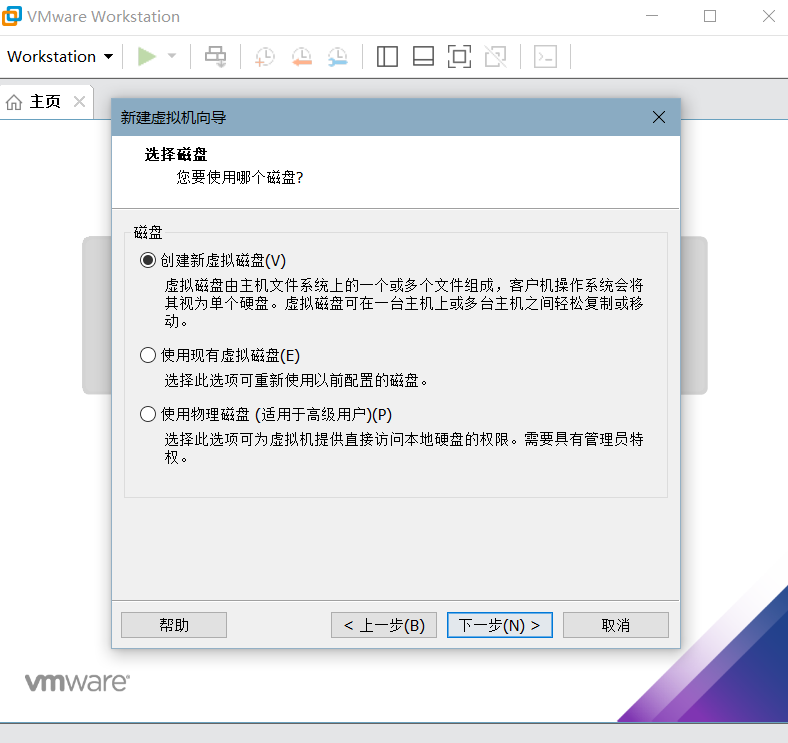 VMware Workstation
Workstation
主页
新建虚拟机向导
选择磁盘
您要使用哪个磁盘?
磁盘
创建新虚拟磁盘(V)
虚拟磁盘由主机文件系统上的一个或多个文件组成，客户机操作系统会将
其视为单个硬盘。虚拟磁盘可在一台主机上或多台主机之间轻松复制或移
动。
使用现有虚拟磁盘(E)
选择此选项可重新使用以前配置的磁盘。
使用物理磁盘 (适用于高级用户)(P)
选择此选项可为虚拟机提供直接访问本地硬盘的权限。需要具有管理员特
权。
帮助
< 上一步(B)
下一步(N) >
取消
vmware®